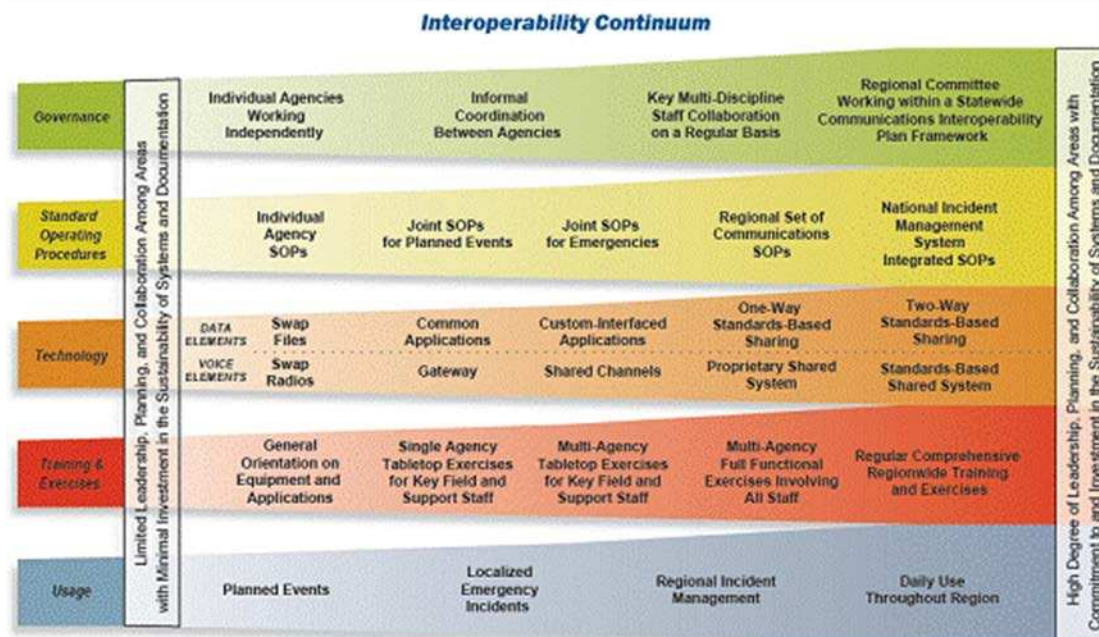 Interoperability Continuum
Limited Leadership, Planning, and Collaboration Among Areas
with Minimal Investment in the Sustainability of Systems and Documentation
Governance
Individual Agencies
Working
Independently
Informal
Coordination
Between Agencies
Key Multi-Discipline
Staff Collaboration
on a Regular Basis
Regional Committee
Working within a Statewide
Communications Interoperability
Plan Framework
Standard
Operating
Procedures
Individual
Agency
SOPs
Joint SOPs
for Planned Events
Joint SOPs
for Emergencies
Regional Set of
Communications
SOPs
National Incident
Management
System
Integrated SOPs
Technology
DATA
ELEMENTS
Swap
Files
Common
Applications
Custom-Interfaced
Applications
One-Way
Standards-Based
Sharing
Two-Way
Standards-Based
Sharing
VOICE
ELEMENTS
Swap
Radios
Gateway
Shared Channels
Proprietary Shared
System
Standards-Based
Shared System
Training &
Exercises
General
Orientation on
Equipment and
Applications
Single Agency
Tabletop Exercises
for Key Field and
Support Staff
Multi-Agency
Tabletop Exercises
for Key Field and
Support Staff
Multi-Agency
Full Functional
Exercises Involving
All Staff
Regular Comprehensive
Regionwide Training
and Exercises
Usage
Planned Events
Localized
Emergency
Incidents
Regional Incident
Management
Daily Use
Throughout Region
High Degree of Leadership, Planning, and Collaboration Among Areas with
Commitment to and Investment in the Sustainability of Systems and Documentation